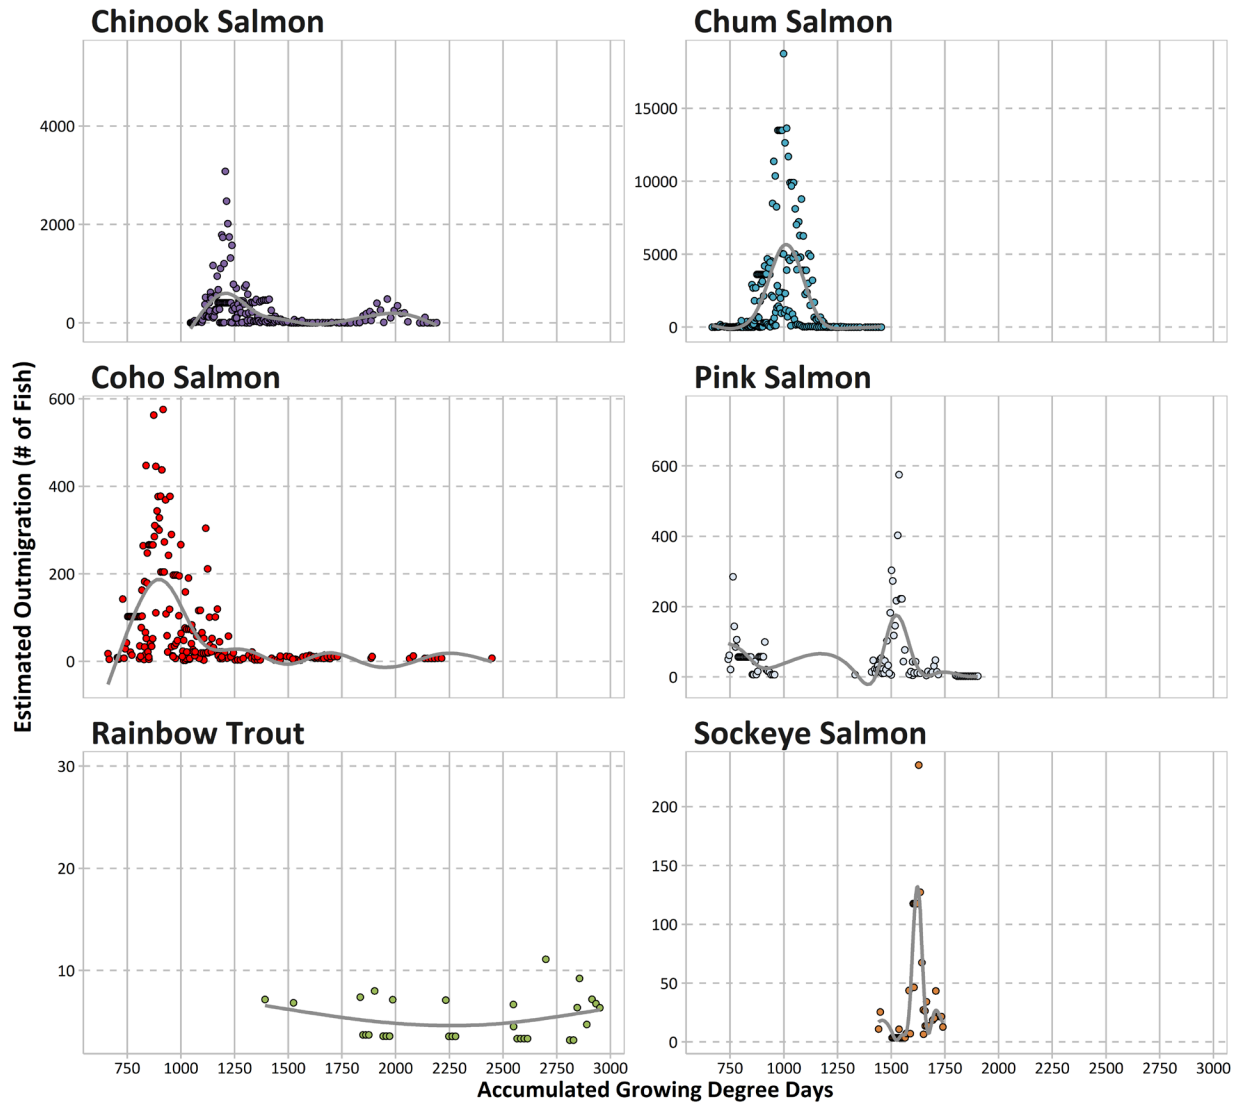 Chinook Salmon
Chum Salmon
4000
2000
0
15000
10000
5000
0
Estimated Outmigration (# of Fish)
Coho Salmon
Pink Salmon
600
400
200
0
600
400
200
0
Rainbow Trout
Sockeye Salmon
30
20
10
200
150
100
50
0
750 1000 1250 1500 1750 2000 2250 2500 2750 3000
750 1000 1250 1500 1750 2000 2250 2500 2750 3000
Accumulated Growing Degree Days